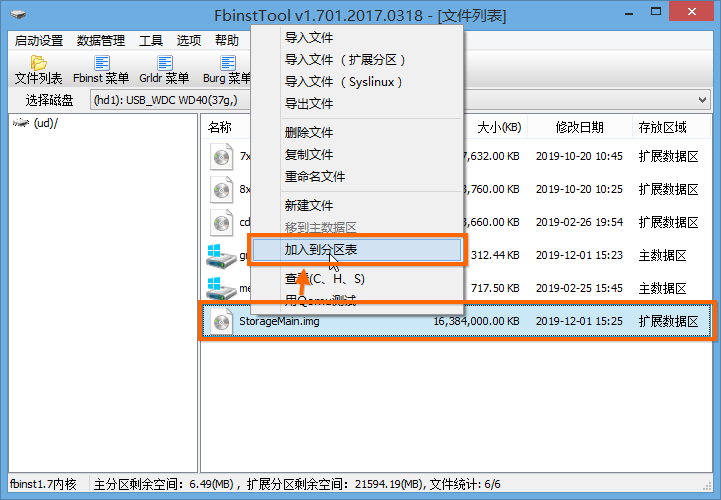 FbinstTool v1.701.2017.0318 - [文件列表]
启动设置 数据管理 工具 选项 帮助
文件列表 Fbinst 菜单 Grldr 菜单 Burg 菜单
选择磁盘 (hd1): USB_WDC WD40(37g,)
(ud)/
导入文件
导入文件（扩展分区）
导入文件（Syslinux）
导出文件
删除文件
复制文件
重命名文件
新建文件
移到主数据区
加入到分区表
(C、H、S)
用Qemu测试
名称 大小(KB) 修改日期 存放区域
7x 7,632.00 KB 2019-10-20 10:45 扩展数据区
8x 3,760.00 KB 2019-10-20 10:25 扩展数据区
cd 3,660.00 KB 2019-02-26 19:54 扩展数据区
312.44 KB 2019-12-01 15:23 主数据区
me 717.50 KB 2019-02-25 15:45 主数据区
StorageMain.img 16,384,000.00 KB 2019-12-01 15:25 扩展数据区
fbinst1.7内核 主分区剩余空间：6.49(MB) , 扩展分区剩余空间：21594.19(MB), 文件统计: 6/6